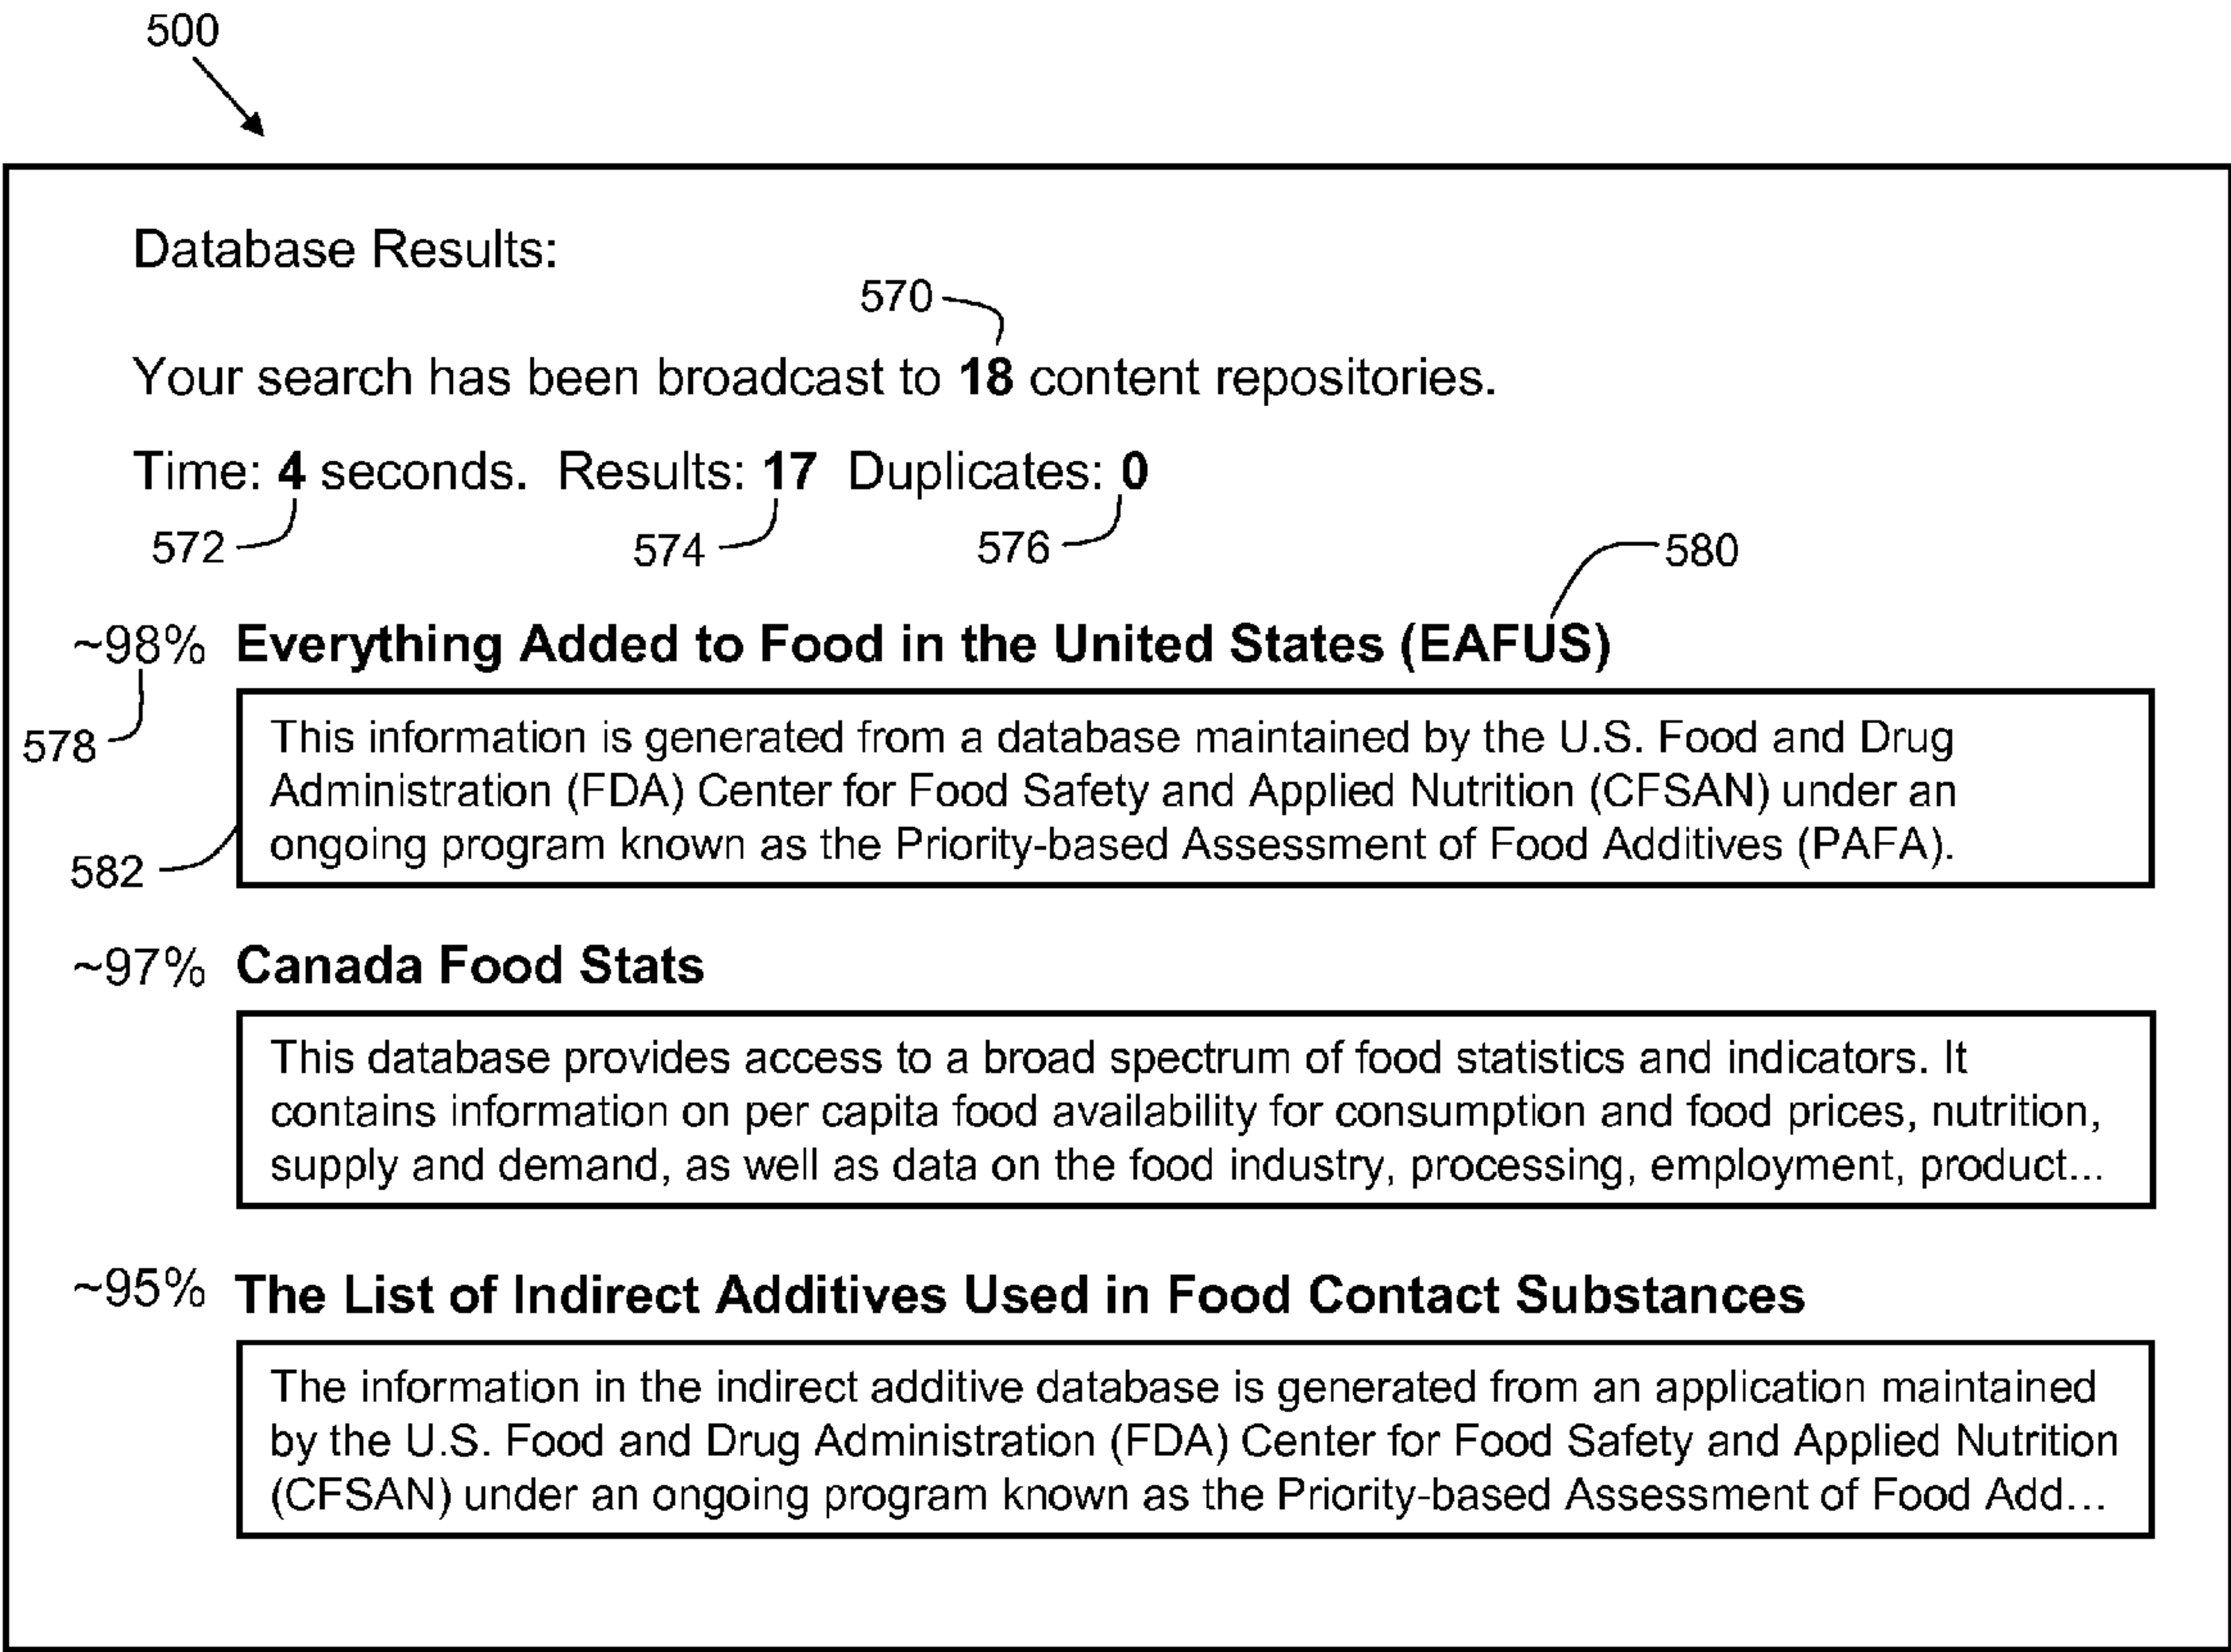 500
Database Results:
570
Your search has been broadcast to 18 content repositories.
Time: 4 seconds. Results: 17 Duplicates: 0
572 574 576 580
~98% Everything Added to Food in the United States (EAFUS)
578
This information is generated from a database maintained by the U.S. Food and Drug
Administration (FDA) Center for Food Safety and Applied Nutrition (CFSAN) under an
ongoing program known as the Priority-based Assessment of Food Additives (PAFA).
582
~97% Canada Food Stats
This database provides access to a broad spectrum of food statistics and indicators. It
contains information on per capita food availability for consumption and food prices, nutrition,
supply and demand, as well as data on the food industry, processing, employment, product...
~95% The List of Indirect Additives Used in Food Contact Substances
The information in the indirect additive database is generated from an application maintained
by the U.S. Food and Drug Administration (FDA) Center for Food Safety and Applied Nutrition
(CFSAN) under an ongoing program known as the Priority-based Assessment of Food Add...